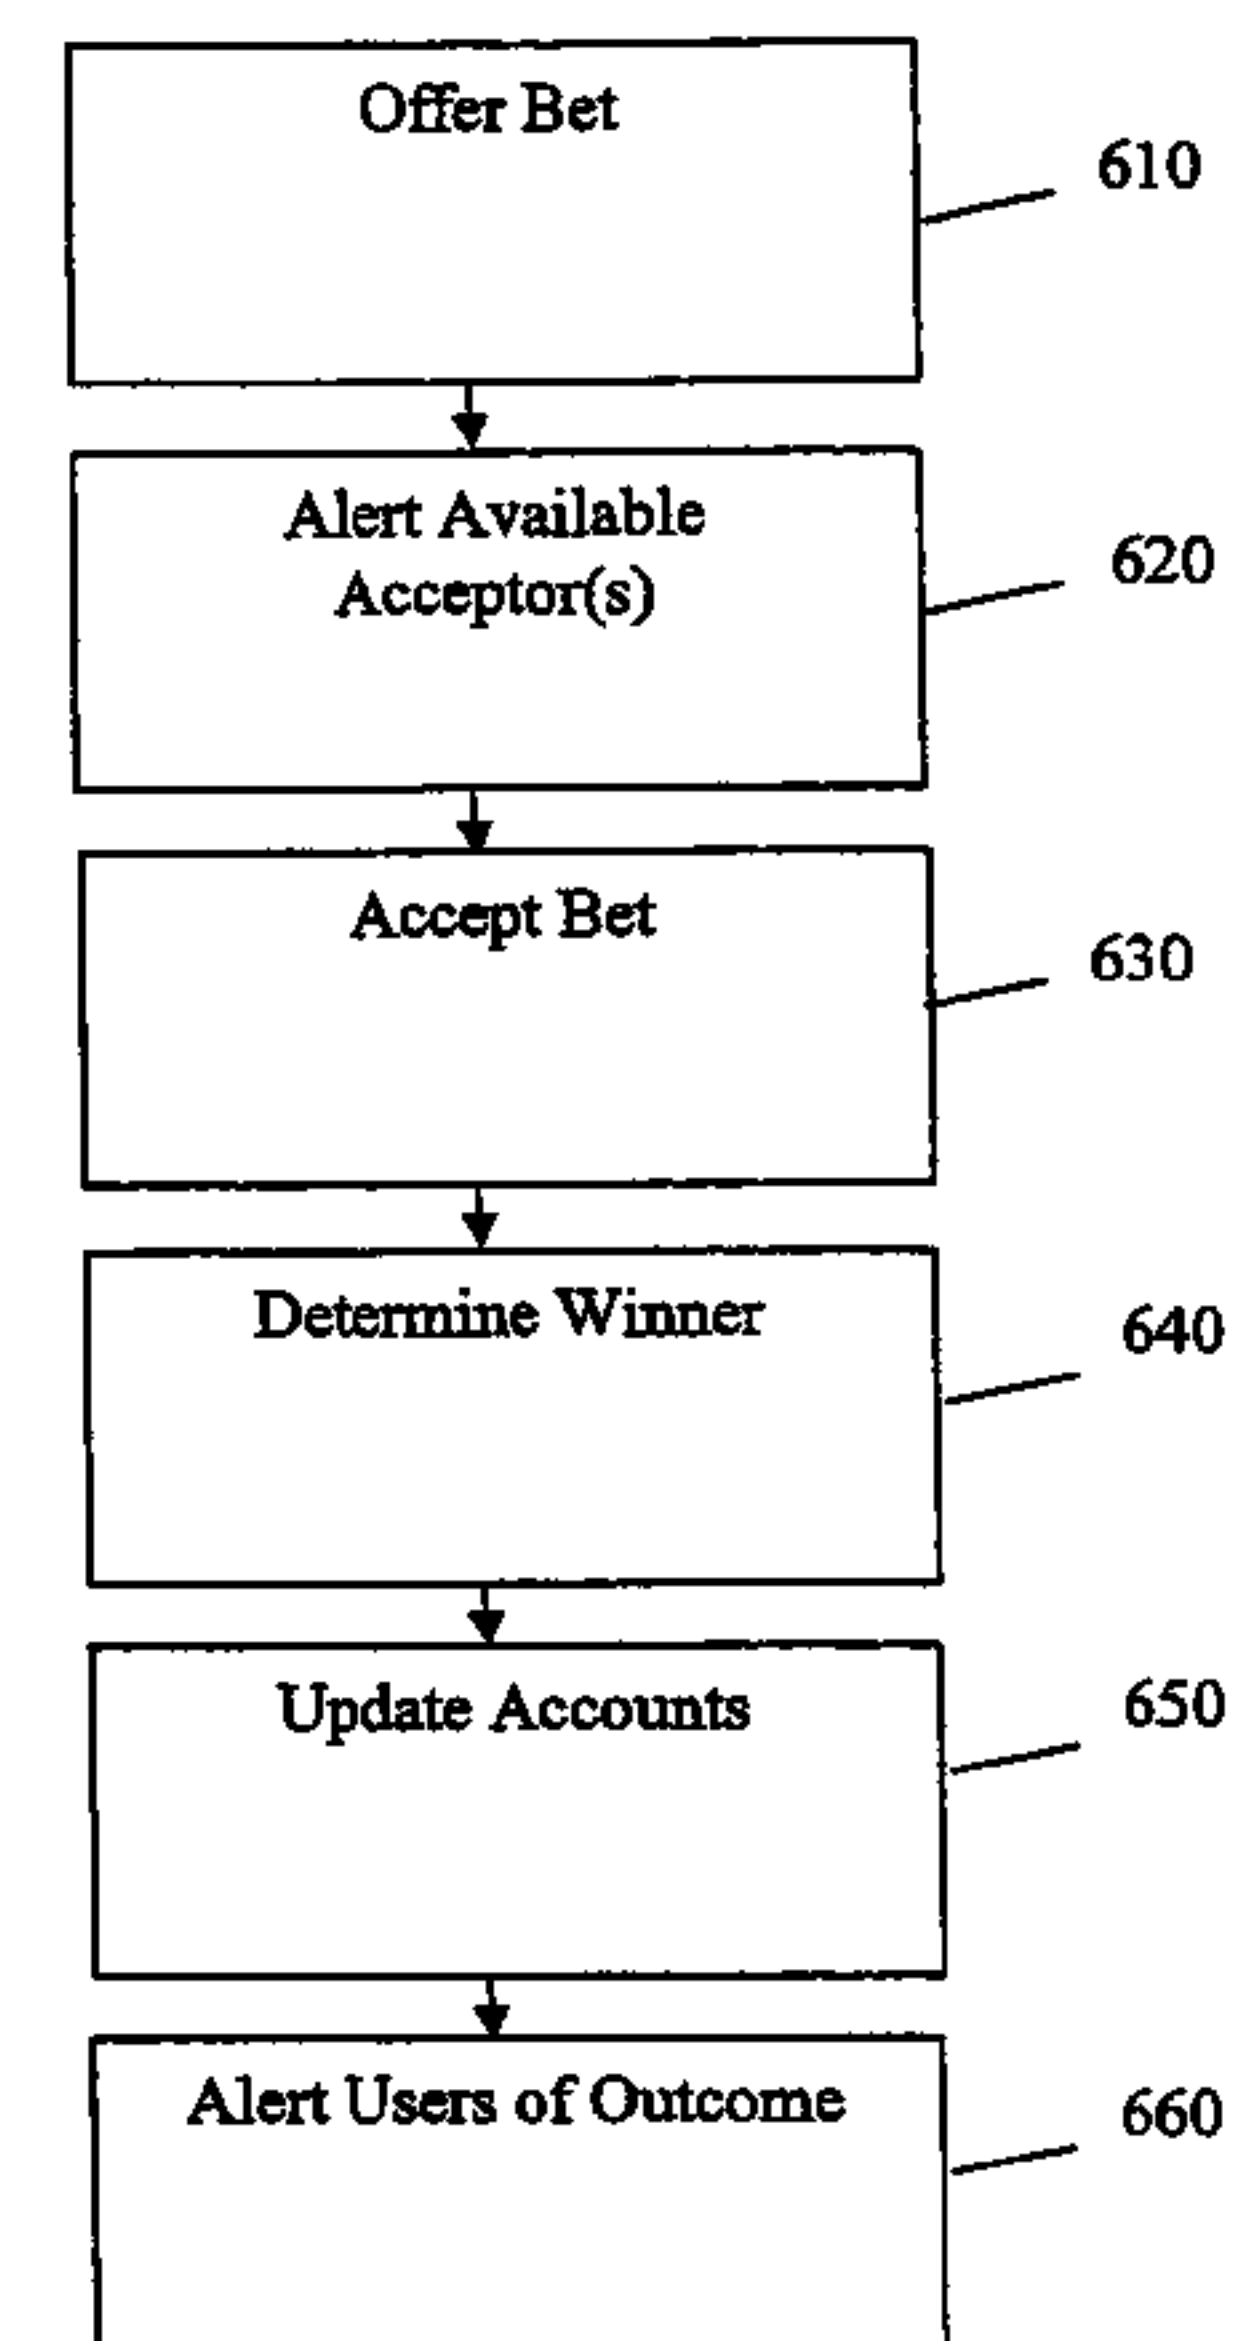 Offer Bet
610
Alert Available
Acceptor(s)
620
Accept Bet
630
Determine Winner
640
Update Accounts
650
Alert Users of Outcome
660